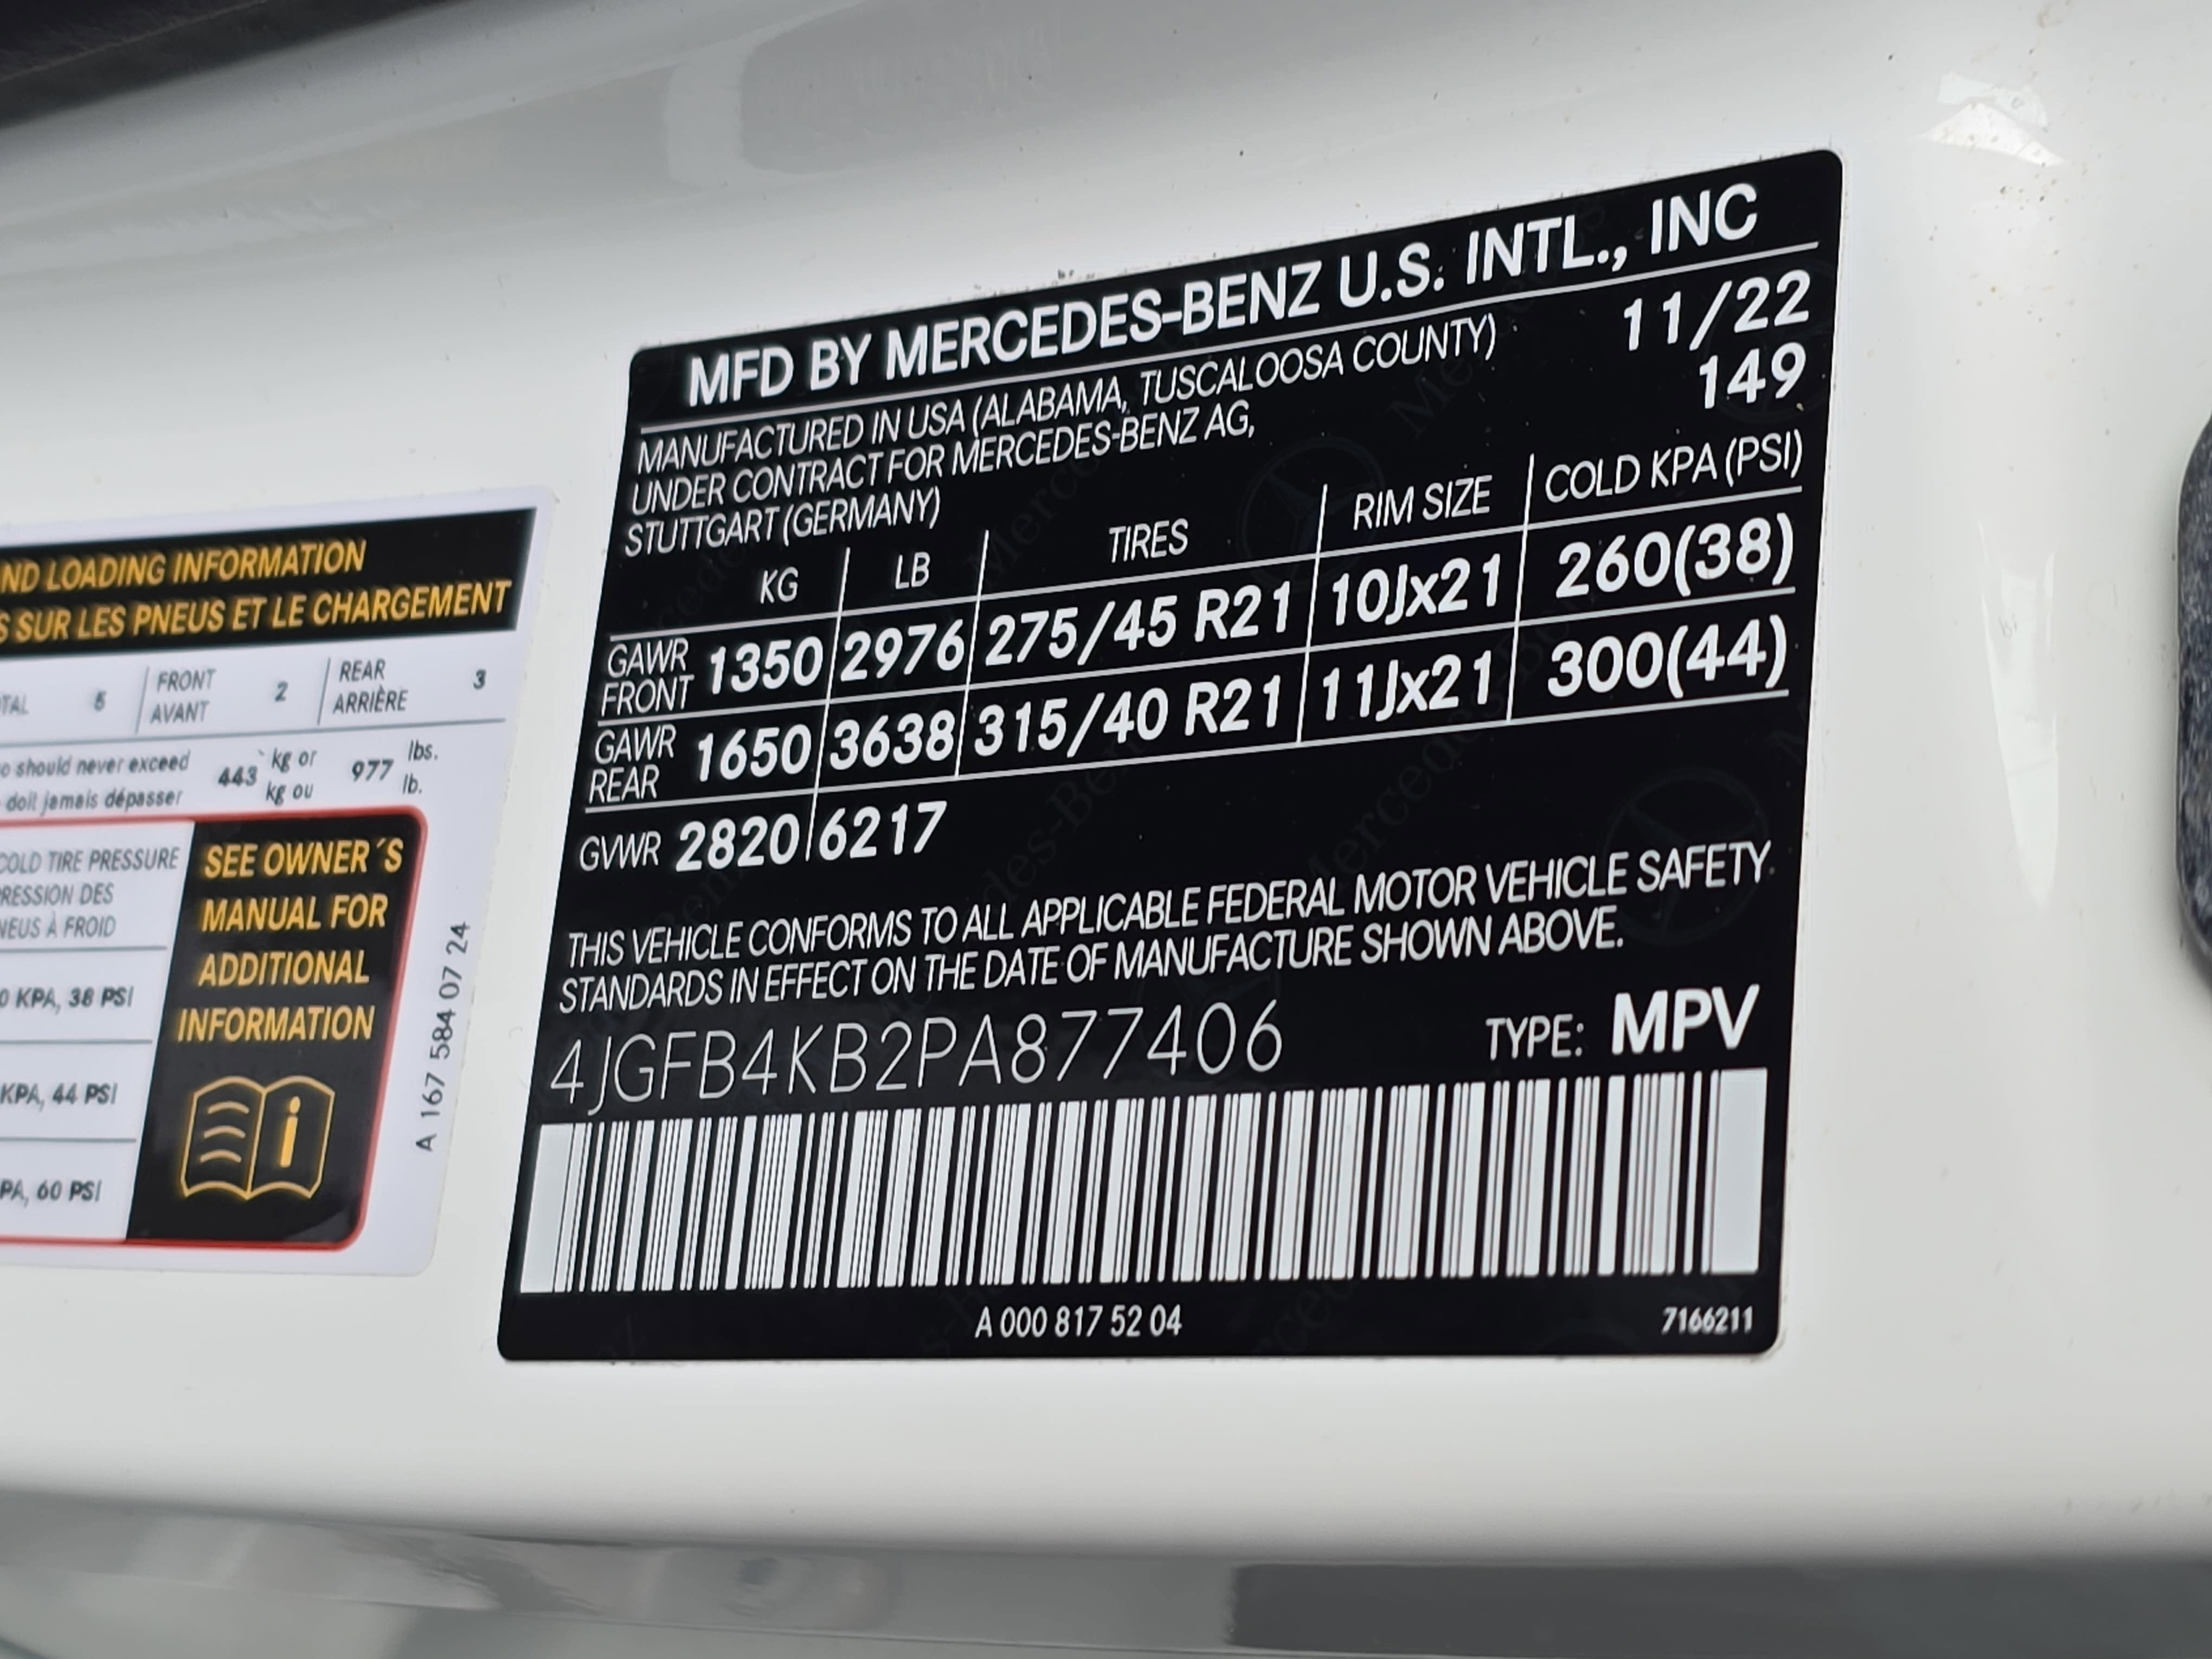 ND LOADING INFORMATION
S SUR LES PNEUS ET LE CHARGEMENT
TAL 5 FRONT AVANT 2 REAR ARRIÈRE 3
o should never exceed 443 kg or 977 lbs.
doit jamais dépasser kg ou lb.
COLD TIRE PRESSURE
RESSION DES
NEUS À FROID
0 KPA, 38 PSI
KPA, 44 PSI
PA, 60 PSI
SEE OWNER´S
MANUAL FOR
ADDITIONAL
INFORMATION
i
A 167 584 07 24
MFD BY MERCEDES-BENZ U.S. INTL., INC
MANUFACTURED IN USA (ALABAMA, TUSCALOOSA COUNTY) 11/22
UNDER CONTRACT FOR MERCEDES-BENZ AG, 149
STUTTGART (GERMANY)
KG LB TIRES RIM SIZE COLD KPA (PSI)
GAWR FRONT 1350 2976 275/45 R21 10Jx21 260(38)
GAWR REAR 1650 3638 315/40 R21 11Jx21 300(44)
GVWR 2820 6217
THIS VEHICLE CONFORMS TO ALL APPLICABLE FEDERAL MOTOR VEHICLE SAFETY
STANDARDS IN EFFECT ON THE DATE OF MANUFACTURE SHOWN ABOVE.
4JGFB4KB2PA877406 TYPE: MPV
A 000 817 52 04 7166211